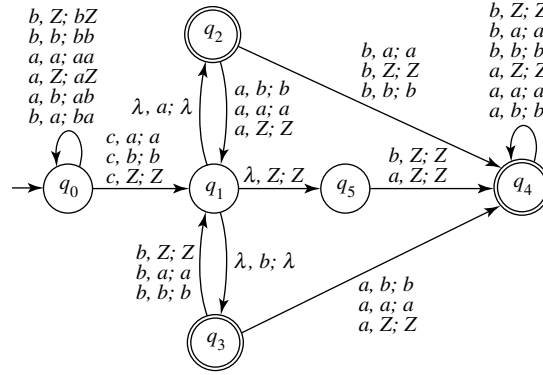 b, Z; bZ
b, b; bb
a, a; aa
a, Z; aZ
a, b; ab
b, a; ba
q0
c, a; a
c, b; b
c, Z; Z
q2
λ, a; λ
a, b; b
a, a; a
a, Z; Z
q1
λ, Z; Z
q5
b, Z; Z
a, Z; Z
b, Z; Z
b, a; a
b, b; b
λ, b; λ
q3
b, a; a
b, Z; Z
b, b; b
a, b; b
a, a; a
a, Z; Z
b, Z; Z
b, a; a
b, b; b
a, Z; Z
a, a; a
a, b; b
q4